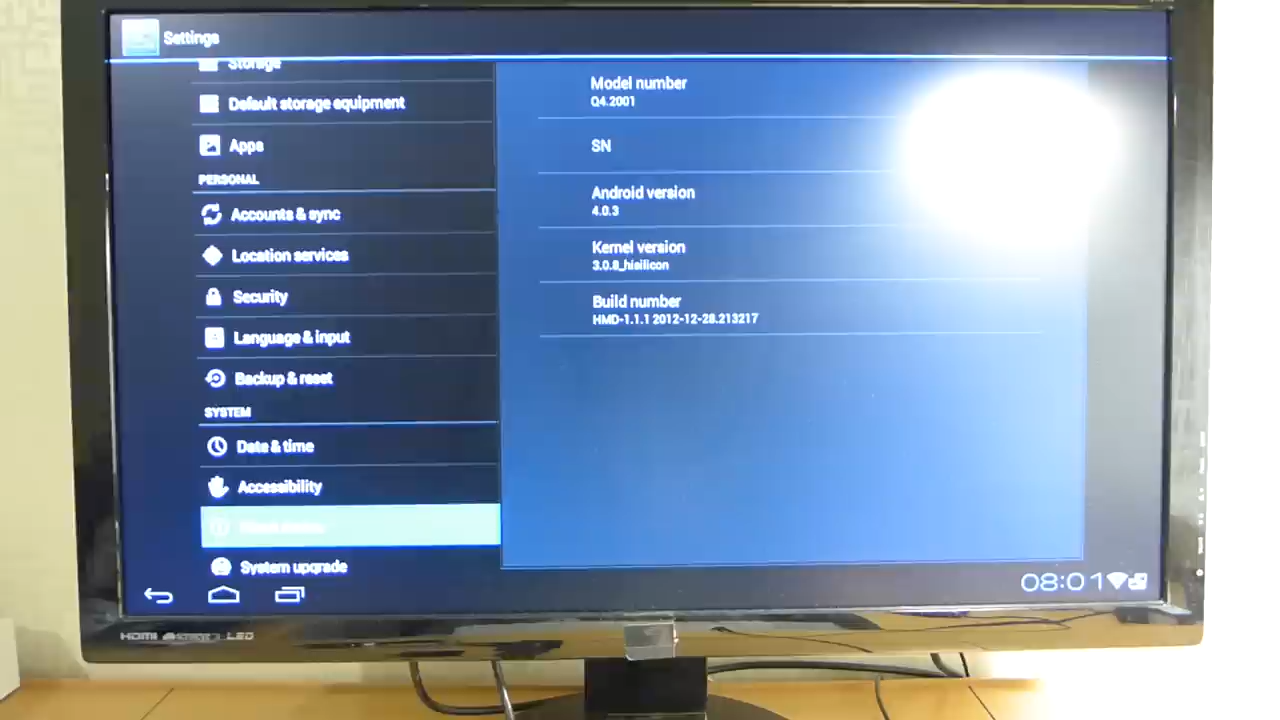 Settings
Storage
Default storage equipment
Apps
PERSONAL
Accounts & sync
Location services
Security
Language & input
Backup & reset
SYSTEM
Date & time
Accessibility
System upgrade
Model number
Q4.2001
SN
Android version
4.0.3
Kernel version
3.0.8_hisilicon
Build number
HMD-1.1.1 2012-12-28.213217
08:01
HDMI
LED